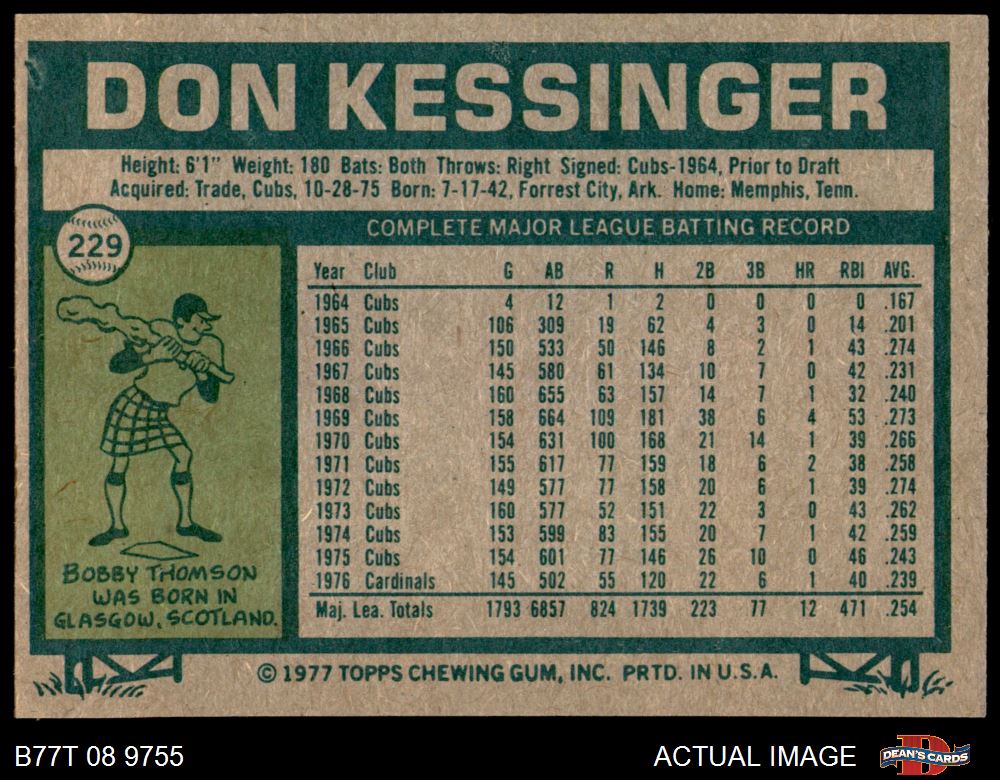 DON KESSINGER
Height: 6'1" Weight: 180 Bats: Both Throws: Right Signed: Cubs-1964, Prior to Draft
Acquired: Trade, Cubs, 10-28-75 Born: 7-17-42, Forrest City, Ark. Home: Memphis, Tenn.
229
COMPLETE MAJOR LEAGUE BATTING RECORD
Year Club G AB R H 2B 3B HR RBI AVG.
1964 Cubs 4 12 1 2 0 0 0 0 .167
1965 Cubs 106 309 19 62 4 3 0 14 .201
1966 Cubs 150 533 50 146 8 2 1 43 .274
1967 Cubs 145 580 61 134 10 7 0 42 .231
1968 Cubs 160 655 63 157 14 7 1 32 .240
1969 Cubs 158 664 109 181 38 6 4 53 .273
1970 Cubs 154 631 100 168 21 14 1 39 .266
1971 Cubs 155 617 77 159 18 6 2 38 .258
1972 Cubs 149 577 77 158 20 6 1 39 .274
1973 Cubs 160 577 52 151 22 3 0 43 .262
1974 Cubs 153 599 83 155 20 7 1 42 .259
1975 Cubs 154 601 77 146 26 10 0 46 .243
1976 Cardinals 145 502 55 120 22 6 1 40 .239
Maj. Lea. Totals 1793 6857 824 1739 223 77 12 471 .254
BOBBY THOMSON
WAS BORN IN
GLASGOW, SCOTLAND.
© 1977 TOPPS CHEWING GUM, INC. PRTD. IN U.S.A.
B77T 08 9755
ACTUAL IMAGE
DEAN'S CARDS